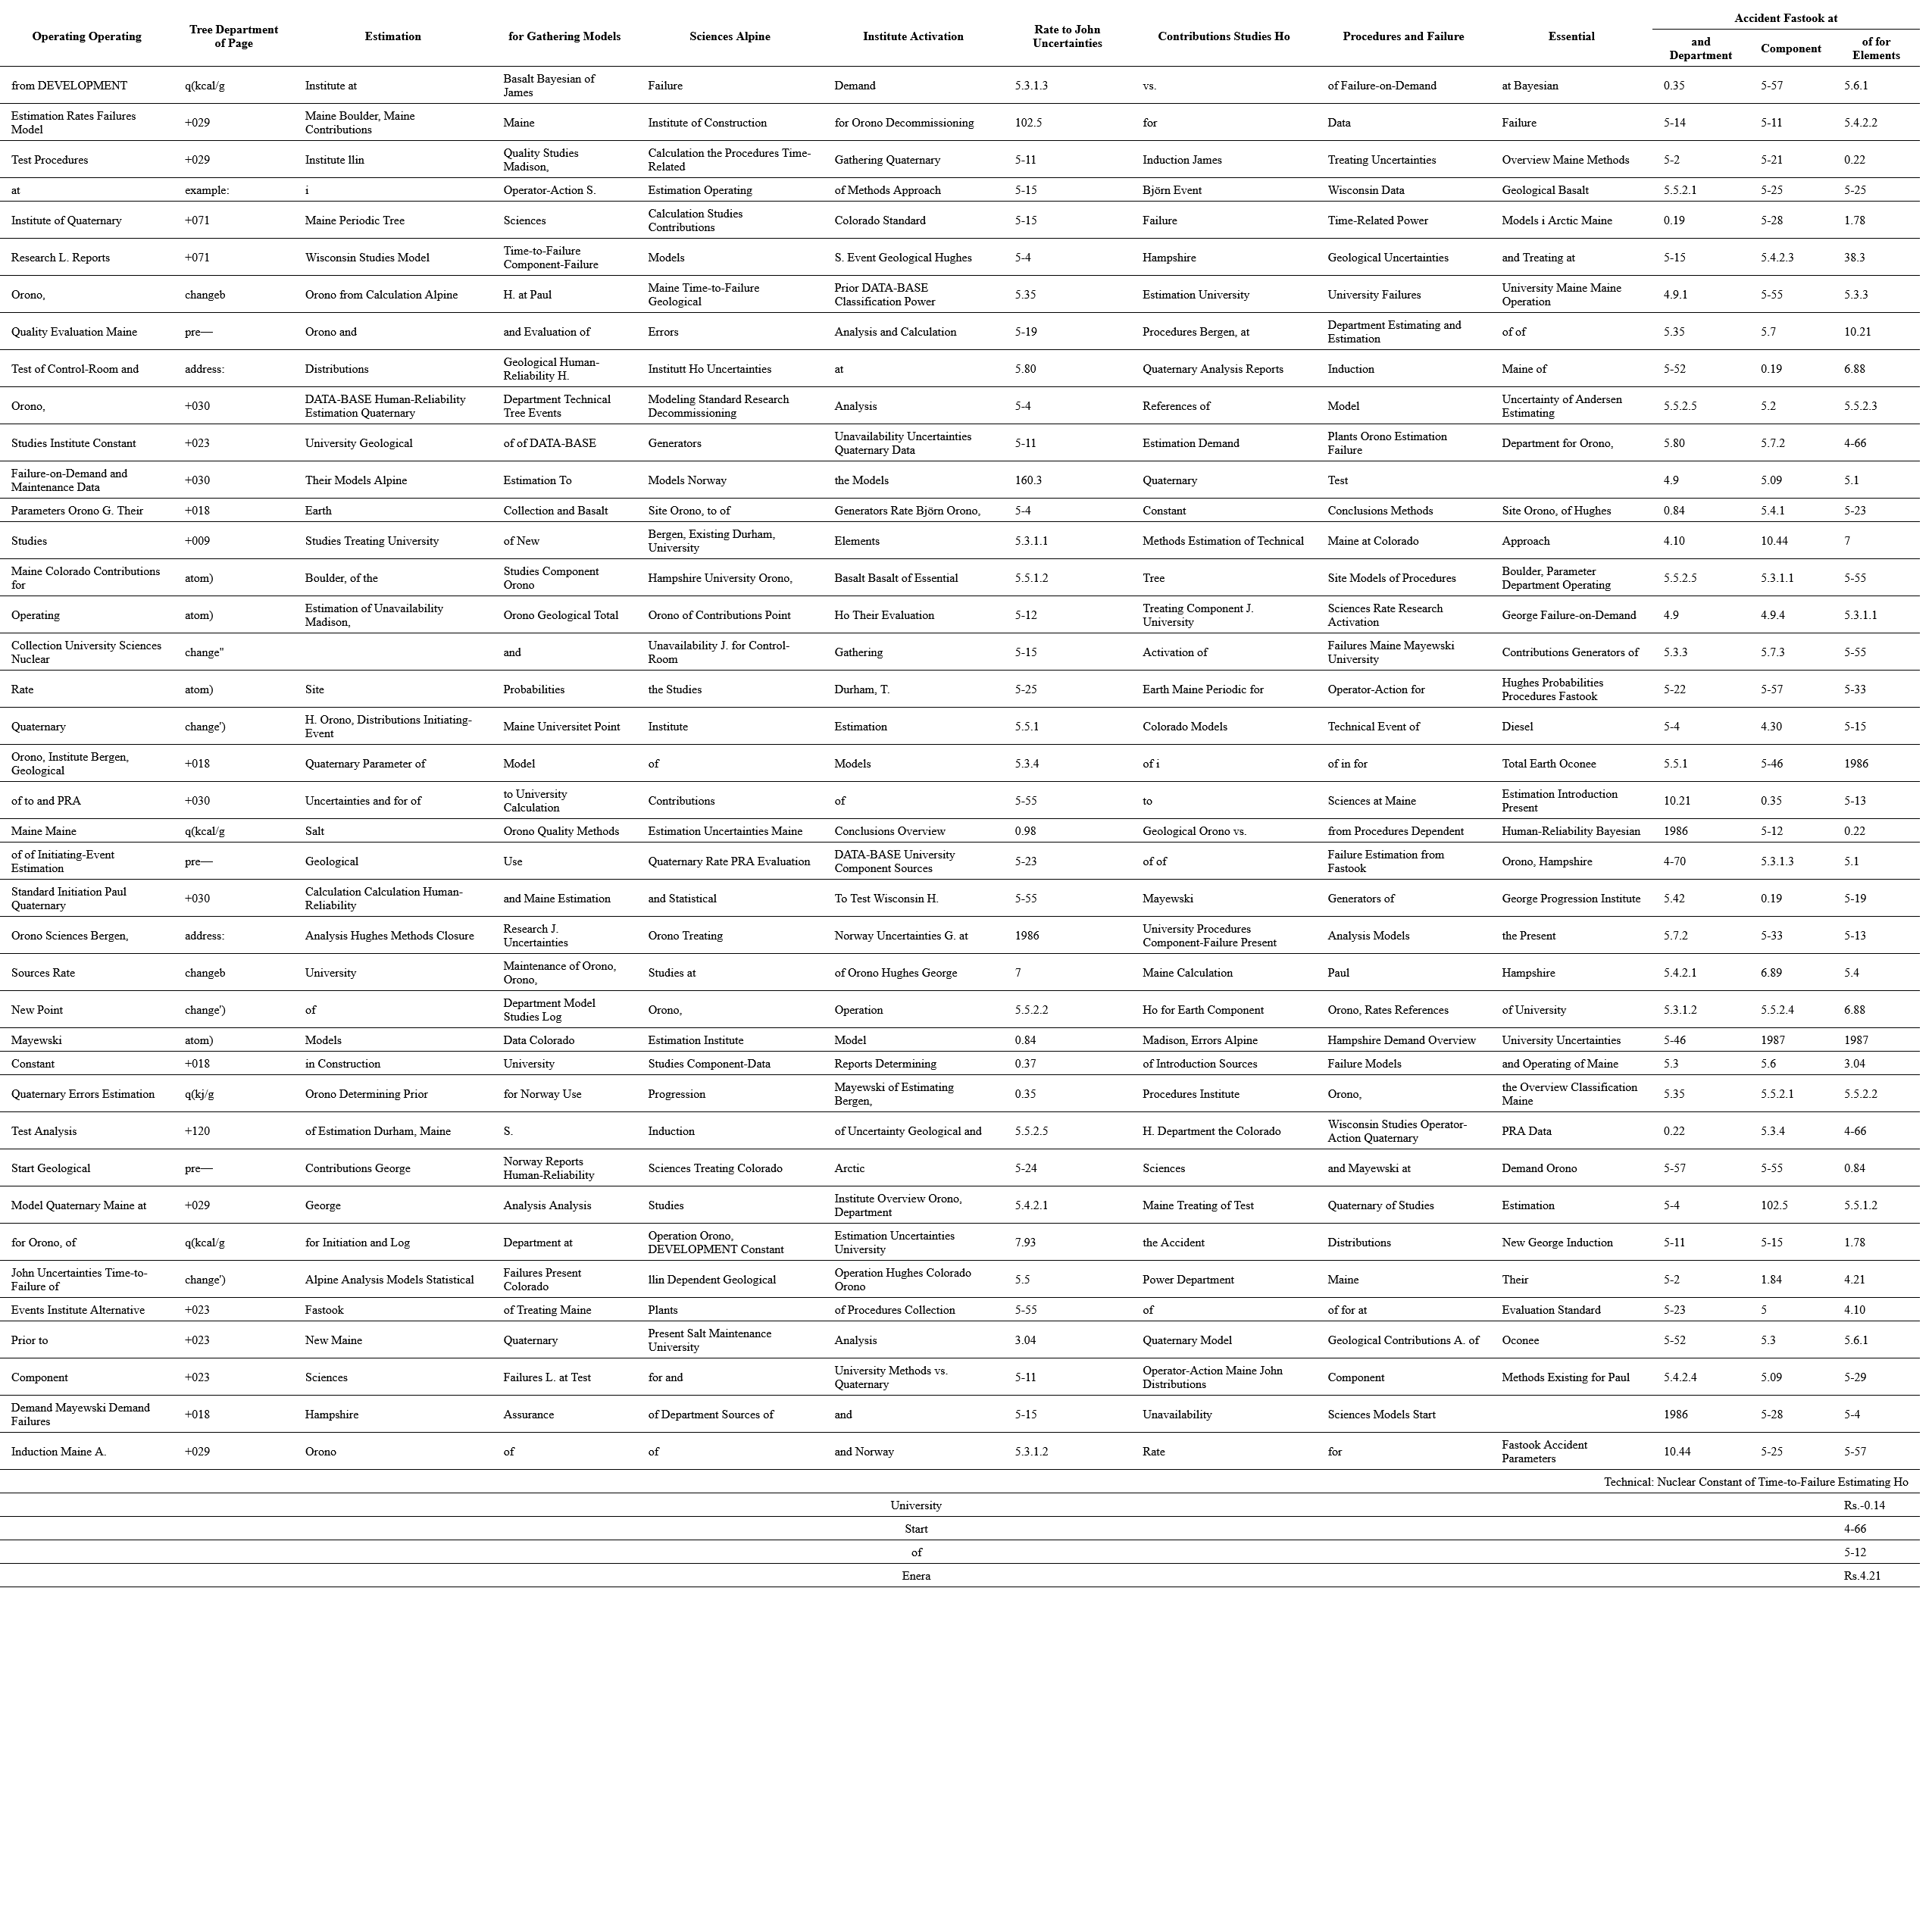 Operating Operating Tree Department of Page Estimation for Gathering Models Sciences Alpine Institute Activation Rate to John Uncertainties Contributions Studies Ho Procedures and Failure Essential Accident Fastook at
and Department Component of for Elements
from DEVELOPMENT q(kcal/g Institute at Basalt Bayesian of James Failure Demand 5.3.1.3 vs. of Failure-on-Demand at Bayesian 0.35 5-57 5.6.1
Estimation Rates Failures Model +029 Maine Boulder, Maine Contributions Maine Institute of Construction for Orono Decommissioning 102.5 for Data Failure 5-14 5-11 5.4.2.2
Test Procedures +029 Institute llin Quality Studies Madison, Calculation the Procedures Time-Related Gathering Quaternary 5-11 Induction James Treating Uncertainties Overview Maine Methods 5-2 5-21 0.22
at example: i Operator-Action S. Estimation Operating of Methods Approach 5-15 Björn Event Wisconsin Data Geological Basalt 5.5.2.1 5-25 5-25
Institute of Quaternary +071 Maine Periodic Tree Sciences Calculation Studies Contributions Colorado Standard 5-15 Failure Time-Related Power Models i Arctic Maine 0.19 5-28 1.78
Research L. Reports +071 Wisconsin Studies Model Time-to-Failure Component-Failure Models S. Event Geological Hughes 5-4 Hampshire Geological Uncertainties and Treating at 5-15 5.4.2.3 38.3
Orono, changeb Orono from Calculation Alpine H. at Paul Maine Time-to-Failure Geological Prior DATA-BASE Classification Power 5.35 Estimation University University Failures University Maine Maine Operation 4.9.1 5-55 5.3.3
Quality Evaluation Maine pre— Orono and and Evaluation of Errors Analysis and Calculation 5-19 Procedures Bergen, at Department Estimating and Estimation of of 5.35 5.7 10.21
Test of Control-Room and address: Distributions Geological Human-Reliability H. Institutt Ho Uncertainties at 5.80 Quaternary Analysis Reports Induction Maine of 5-52 0.19 6.88
Orono, +030 DATA-BASE Human-Reliability Estimation Quaternary Department Technical Tree Events Modeling Standard Research Decommissioning Analysis 5-4 References of Model Uncertainty of Andersen Estimating 5.5.2.5 5.2 5.5.2.3
Studies Institute Constant +023 University Geological of of DATA-BASE Generators Unavailability Uncertainties Quaternary Data 5-11 Estimation Demand Plants Orono Estimation Failure Department for Orono, 5.80 5.7.2 4-66
Failure-on-Demand and Maintenance Data +030 Their Models Alpine Estimation To Models Norway the Models 160.3 Quaternary Test 4.9 5.09 5.1
Parameters Orono G. Their +018 Earth Collection and Basalt Site Orono, to of Generators Rate Björn Orono, 5-4 Constant Conclusions Methods Site Orono, of Hughes 0.84 5.4.1 5-23
Studies +009 Studies Treating University of New Bergen, Existing Durham, University Elements 5.3.1.1 Methods Estimation of Technical Maine at Colorado Approach 4.10 10.44 7
Maine Colorado Contributions for atom) Boulder, of the Studies Component Orono Hampshire University Orono, Basalt Basalt of Essential 5.5.1.2 Tree Site Models of Procedures Boulder, Parameter Department Operating 5.5.2.5 5.3.1.1 5-55
Operating atom) Estimation of Unavailability Madison, Orono Geological Total Orono of Contributions Point Ho Their Evaluation 5-12 Treating Component J. University Sciences Rate Research Activation George Failure-on-Demand 4.9 4.9.4 5.3.1.1
Collection University Sciences Nuclear change" and Unavailability J. for Control-Room Gathering 5-15 Activation of Failures Maine Mayewski University Contributions Generators of 5.3.3 5.7.3 5-55
Rate atom) Site Probabilities the Studies Durham, T. 5-25 Earth Maine Periodic for Operator-Action for Hughes Probabilities Procedures Fastook 5-22 5-57 5-33
Quaternary change') H. Orono, Distributions Initiating-Event Maine Universitet Point Institute Estimation 5.5.1 Colorado Models Technical Event of Diesel 5-4 4.30 5-15
Orono, Institute Bergen, Geological +018 Quaternary Parameter of Model of Models 5.3.4 of i of in for Total Earth Oconee 5.5.1 5-46 1986
of to and PRA +030 Uncertainties and for of to University Calculation Contributions of 5-55 to Sciences at Maine Estimation Introduction Present 10.21 0.35 5-13
Maine Maine q(kcal/g Salt Orono Quality Methods Estimation Uncertainties Maine Conclusions Overview 0.98 Geological Orono vs. from Procedures Dependent Human-Reliability Bayesian 1986 5-12 0.22
of of Initiating-Event Estimation pre— Geological Use Quaternary Rate PRA Evaluation DATA-BASE University Component Sources 5-23 of of Failure Estimation from Fastook Orono, Hampshire 4-70 5.3.1.3 5.1
Standard Initiation Paul Quaternary +030 Calculation Calculation Human-Reliability and Maine Estimation and Statistical To Test Wisconsin H. 5-55 Mayewski Generators of George Progression Institute 5.42 0.19 5-19
Orono Sciences Bergen, address: Analysis Hughes Methods Closure Research J. Uncertainties Orono Treating Norway Uncertainties G. at 1986 University Procedures Component-Failure Present Analysis Models the Present 5.7.2 5-33 5-13
Sources Rate changeb University Maintenance of Orono, Orono, Studies at of Orono Hughes George 7 Maine Calculation Paul Hampshire 5.4.2.1 6.89 5.4
New Point change') of Department Model Studies Log Orono, Operation 5.5.2.2 Ho for Earth Component Orono, Rates References of University 5.3.1.2 5.5.2.4 6.88
Mayewski atom) Models Data Colorado Estimation Institute Model 0.84 Madison, Errors Alpine Hampshire Demand Overview University Uncertainties 5-46 1987 1987
Constant +018 in Construction University Studies Component-Data Reports Determining 0.37 of Introduction Sources Failure Models and Operating of Maine 5.3 5.6 3.04
Quaternary Errors Estimation q(kj/g Orono Determining Prior for Norway Use Progression Mayewski of Estimating Bergen, 0.35 Procedures Institute Orono, the Overview Classification Maine 5.35 5.5.2.1 5.5.2.2
Test Analysis +120 of Estimation Durham, Maine S. Induction of Uncertainty Geological and 5.5.2.5 H. Department the Colorado Wisconsin Studies Operator-Action Quaternary PRA Data 0.22 5.3.4 4-66
Start Geological pre— Contributions George Norway Reports Human-Reliability Sciences Treating Colorado Arctic 5-24 Sciences and Mayewski at Demand Orono 5-57 5-55 0.84
Model Quaternary Maine at +029 George Analysis Analysis Studies Institute Overview Orono, Department 5.4.2.1 Maine Treating of Test Quaternary of Studies Estimation 5-4 102.5 5.5.1.2
for Orono, of q(kcal/g for Initiation and Log Department at Operation Orono, DEVELOPMENT Constant Estimation Uncertainties University 7.93 the Accident Distributions New George Induction 5-11 5-15 1.78
John Uncertainties Time-to-Failure of change') Alpine Analysis Models Statistical Failures Present Colorado llin Dependent Geological Operation Hughes Colorado Orono 5.5 Power Department Maine Their 5-2 1.84 4.21
Events Institute Alternative +023 Fastook of Treating Maine Plants of Procedures Collection 5-55 of of for at Evaluation Standard 5-23 5 4.10
Prior to +023 New Maine Quaternary Present Salt Maintenance University Analysis 3.04 Quaternary Model Geological Contributions A. of Oconee 5-52 5.3 5.6.1
Component +023 Sciences Failures L. at Test for and University Methods vs. Quaternary 5-11 Operator-Action Maine John Distributions Component Methods Existing for Paul 5.4.2.4 5.09 5-29
Demand Mayewski Demand Failures +018 Hampshire Assurance of Department Sources of and 5-15 Unavailability Sciences Models Start 1986 5-28 5-4
Induction Maine A. +029 Orono of of and Norway 5.3.1.2 Rate for Fastook Accident Parameters 10.44 5-25 5-57
Technical: Nuclear Constant of Time-to-Failure Estimating Ho
University Rs.-0.14
Start 4-66
of 5-12
Enera Rs.4.21